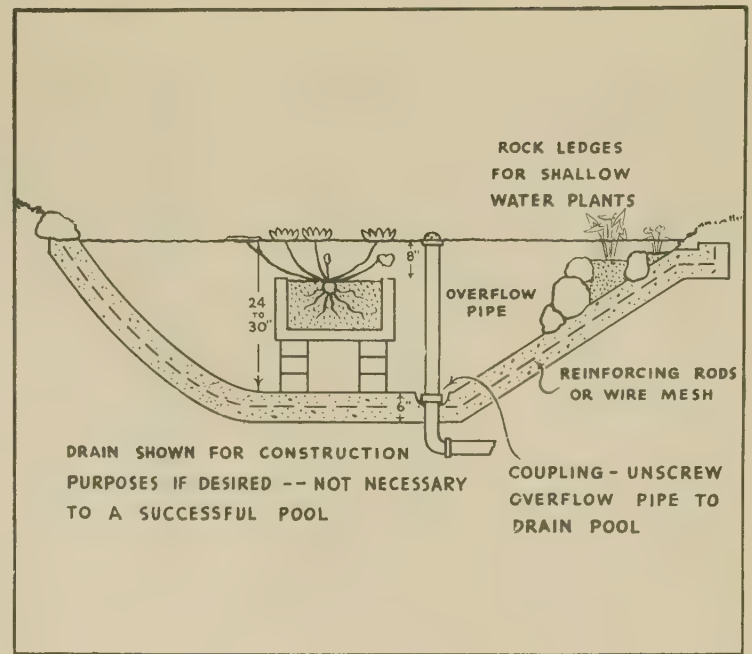 ROCK LEDGES
FOR SHALLOW
WATER PLANTS
8"
24
TO
30"
OVERFLOW
PIPE
REINFORCING RODS
OR WIRE MESH
6"
DRAIN SHOWN FOR CONSTRUCTION
PURPOSES IF DESIRED -- NOT NECESSARY
TO A SUCCESSFUL POOL
COUPLING - UNSCREW
OVERFLOW PIPE TO
DRAIN POOL